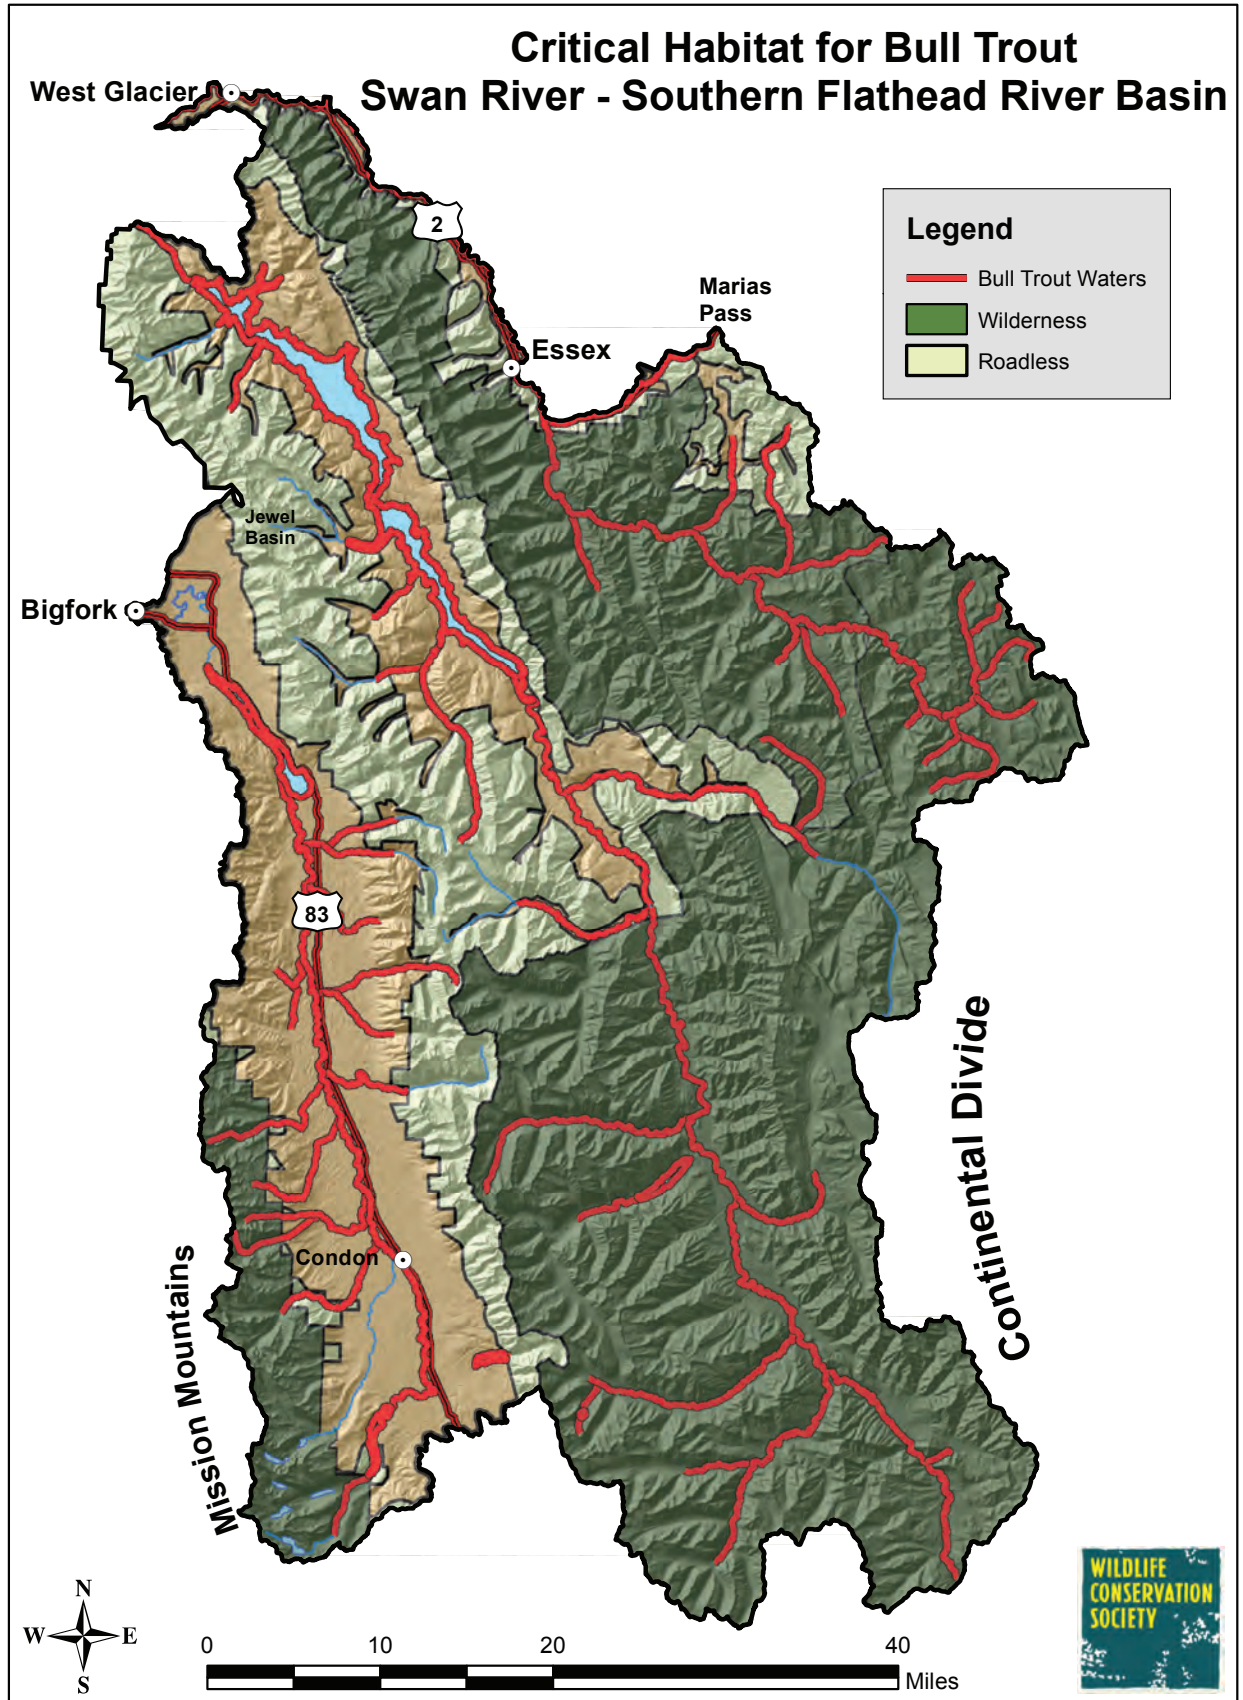 Critical Habitat for Bull Trout
Swan River - Southern Flathead River Basin
West Glacier
2
Legend
Bull Trout Waters
Wilderness
Roadless
Marias
Pass
Essex
Jewel
Basin
Bigfork
83
Continental Divide
Condon
Mission Mountains
WILDLIFE
CONSERVATION
SOCIETY
N
W E
S
0 10 20 40
Miles